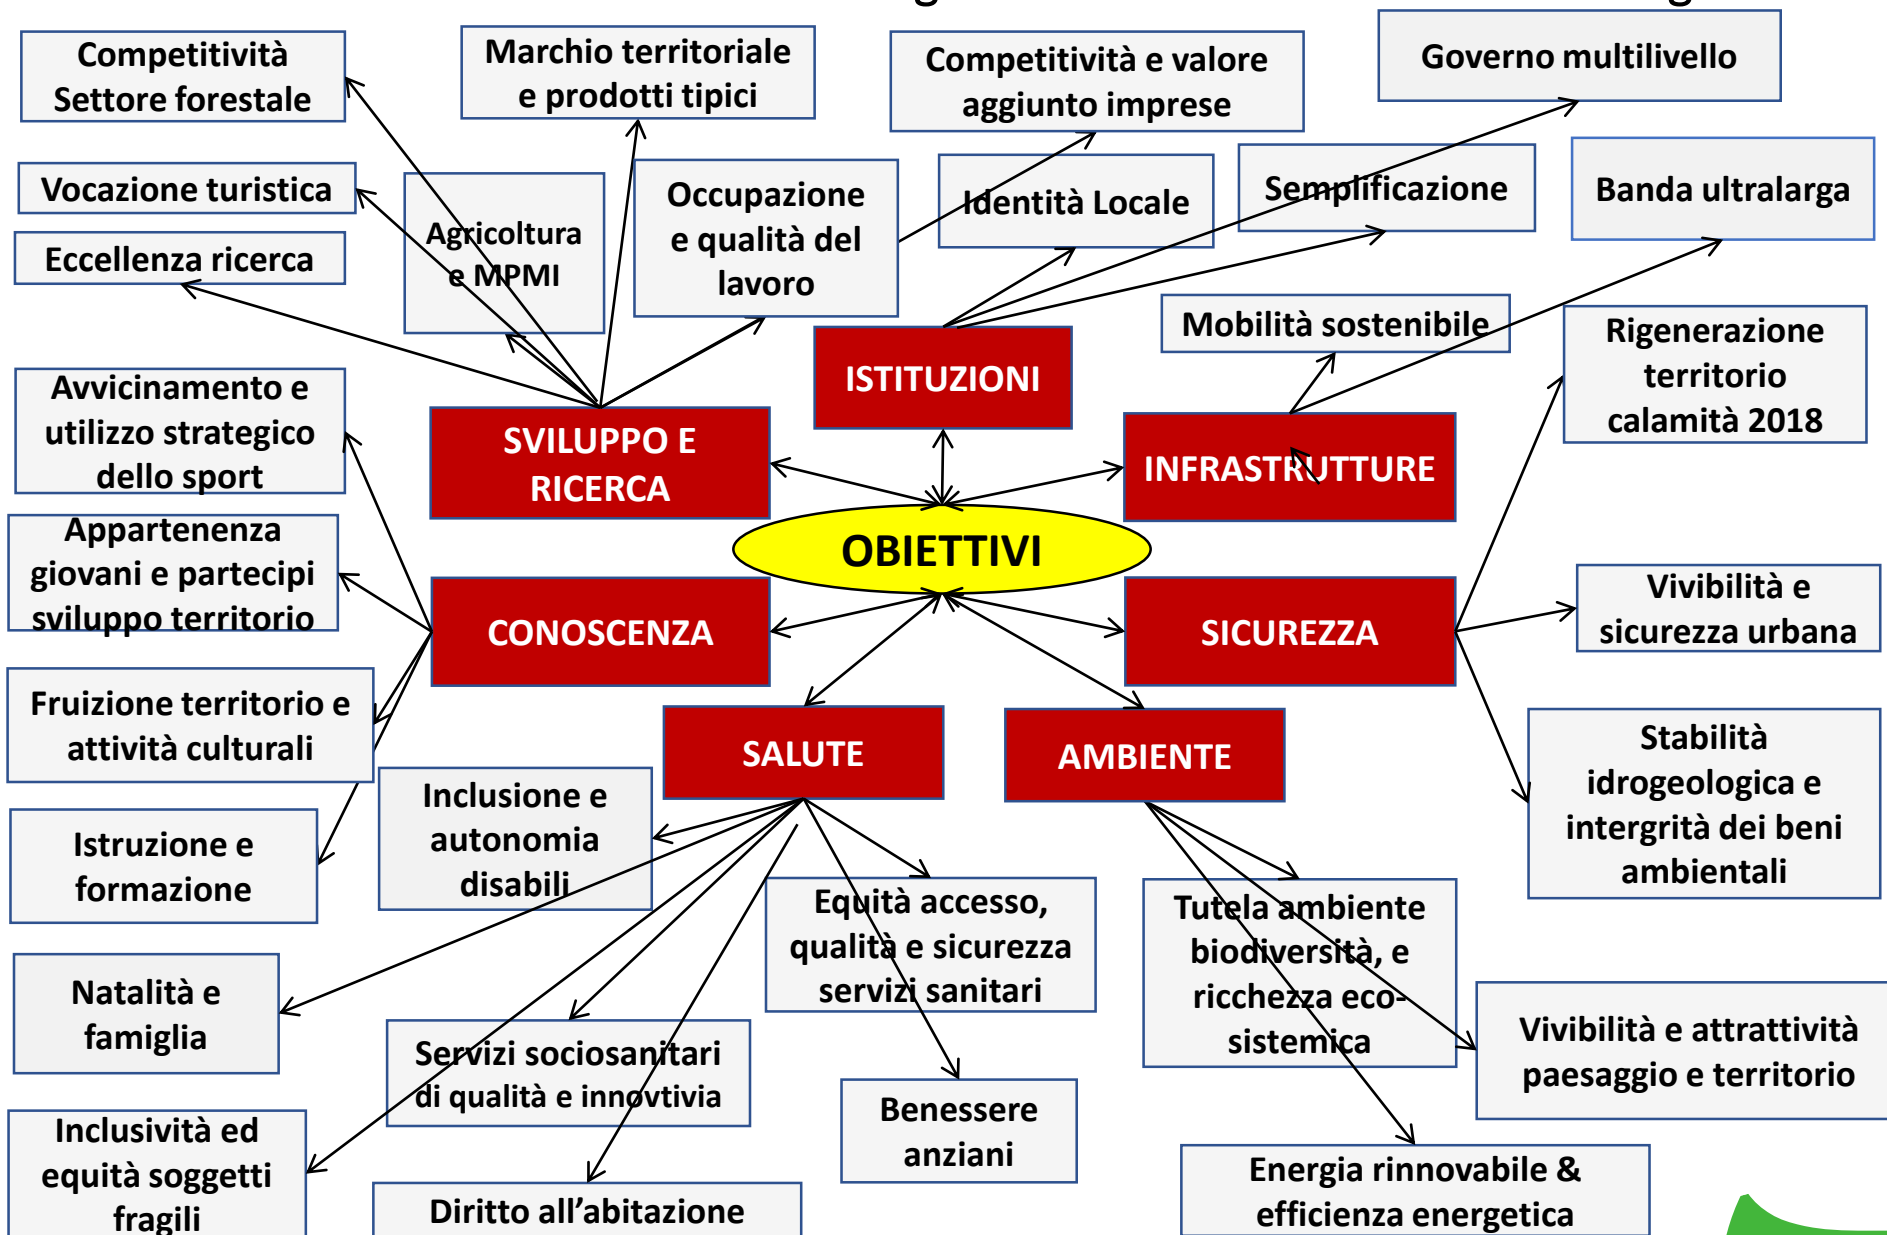 Competitività
Settore forestale
Marchio territoriale
e prodotti tipici
Competitività e valore
aggiunto imprese
Governo multilivello
Vocazione turistica
Agricoltura
e MPMI
Occupazione
e qualità del
lavoro
Identità Locale
Semplificazione
Banda ultralarga
Eccellenza ricerca
Mobilità sostenibile
Rigenerazione
territorio
calamità 2018
ISTITUZIONI
Avvicinamento e
utilizzo strategico
dello sport
SVILUPPO E
RICERCA
INFRASTRUTTURE
OBIETTIVI
Appartenenza
giovani e partecipi
sviluppo territorio
CONOSCENZA
SICUREZZA
Vivibilità e
sicurezza urbana
Fruizione territorio e
attività culturali
SALUTE
AMBIENTE
Stabilità
idrogeologica e
intergrità dei beni
ambientali
Istruzione e
formazione
Inclusione e
autonomia
disabili
Equità accesso,
qualità e sicurezza
servizi sanitari
Tutela ambiente
biodiversità, e
ricchezza eco-
sistemica
Natalità e
famiglia
Servizi sociosanitari
di qualità e innovtivia
Benessere
anziani
Vivibilità e attrattività
paesaggio e territorio
Inclusività ed
equità soggetti
fragili
Diritto all’abitazione
Energia rinnovabile &
efficienza energetica